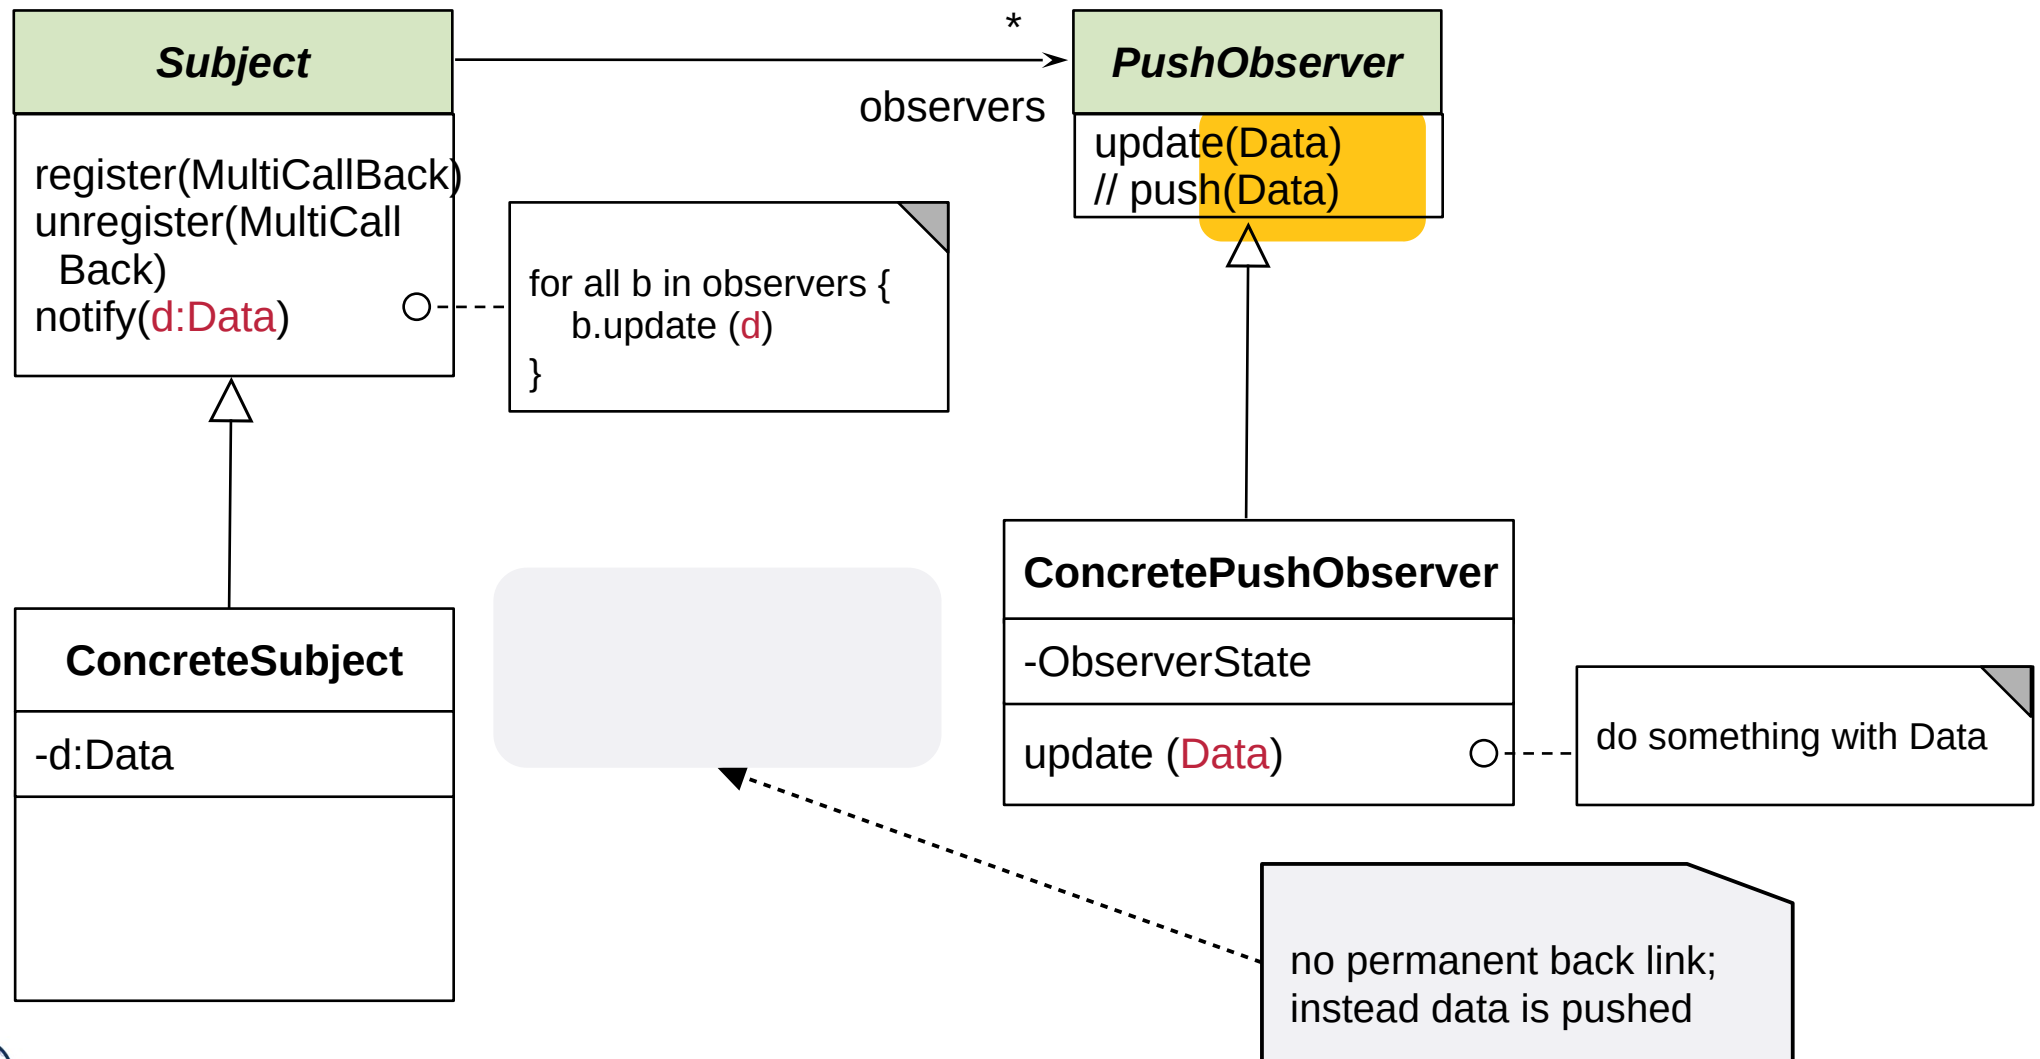 Subject
*
observers
PushObserver
register(MultiCallBack)
unregister(MultiCall
Back)
notify(d:Data)
for all b in observers {
b.update (d)
}
update(Data)
// push(Data)
ConcreteSubject
-d:Data
ConcretePushObserver
-ObserverState
update (Data)
do something with Data
no permanent back link;
instead data is pushed